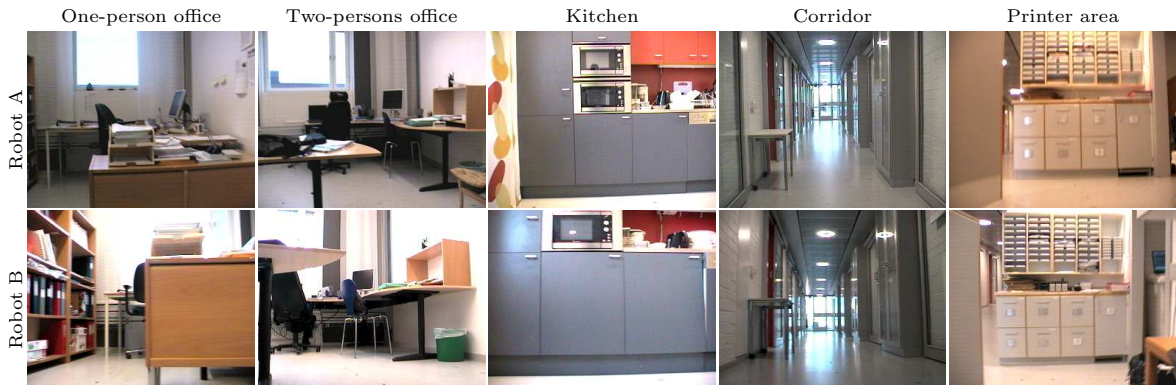 One-person office Two-persons office Kitchen Corridor Printer area
Robot A
Robot B